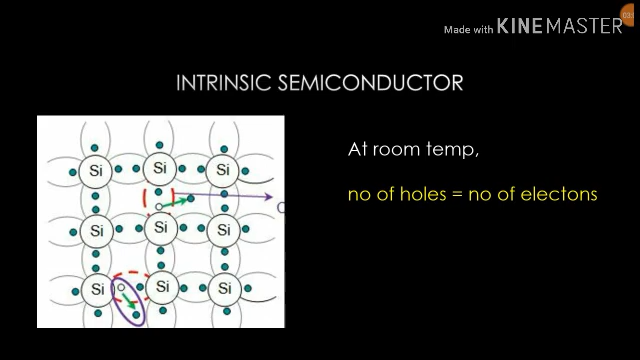 Made with KINEMASTER
INTRINSIC SEMICONDUCTOR
At room temp,
no of holes = no of electons
Si Si Si
Si Si Si
Si Si Si